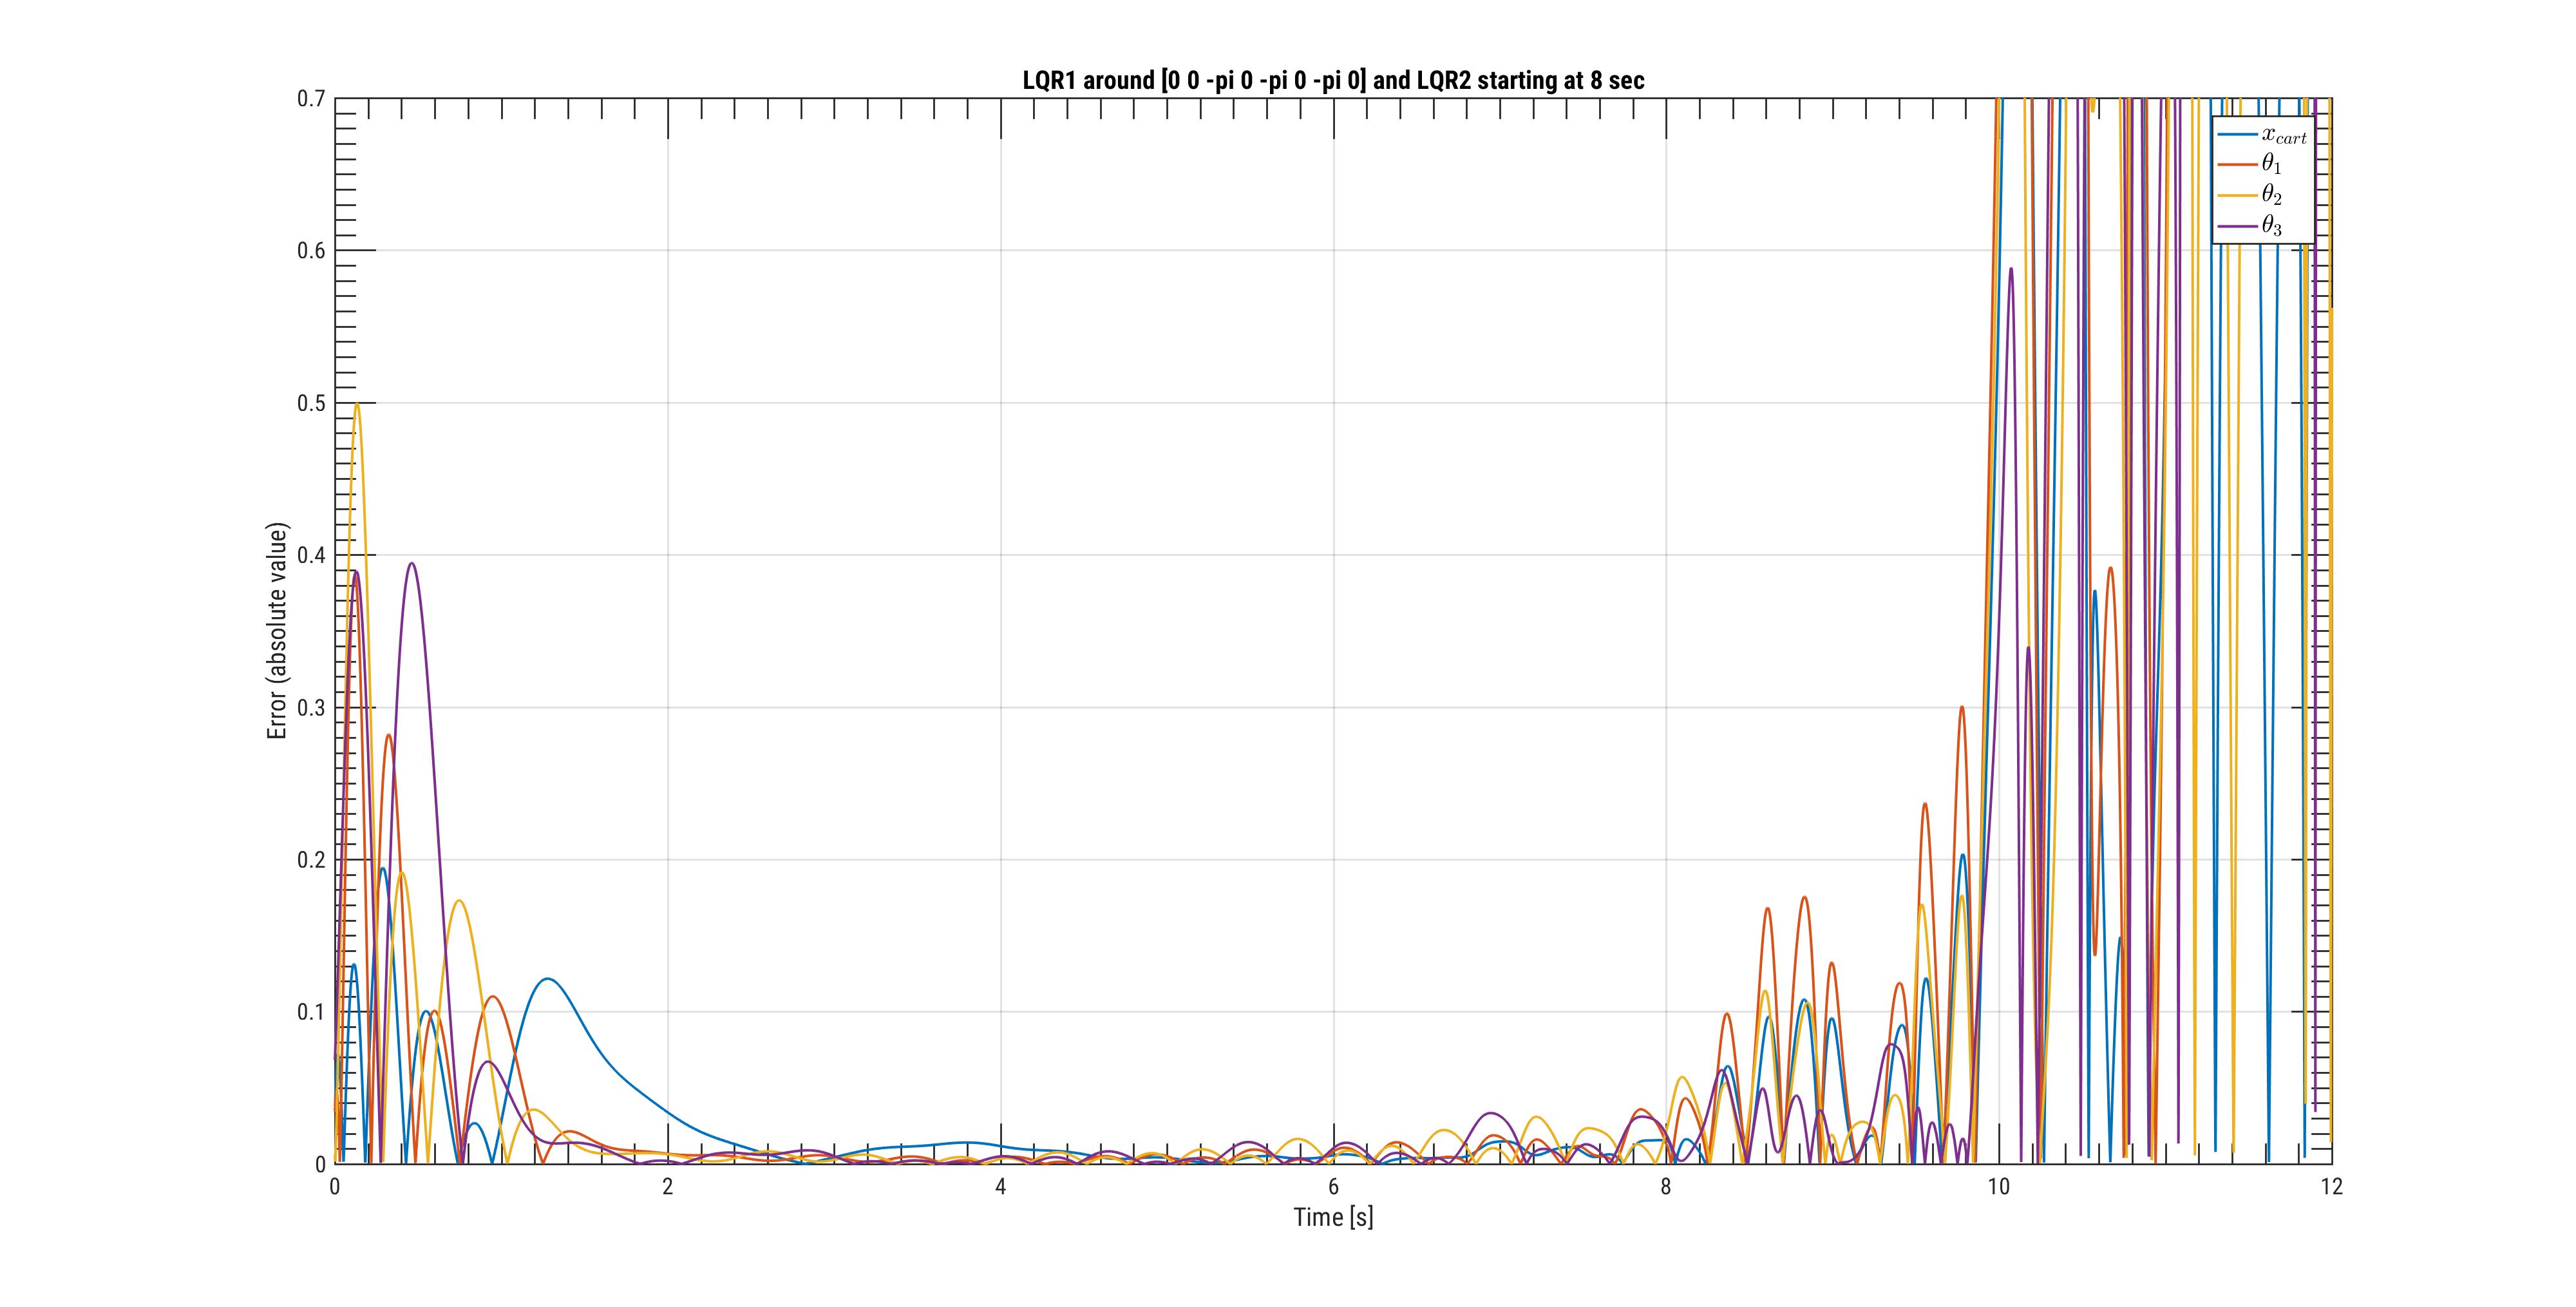 LQR1 around [0 0 -pi 0 -pi 0 -pi 0] and LQR2 starting at 8 sec
0.7
0.6
0.5
0.4
0.3
0.2
0.1
0
Error (absolute value)
x_cart
θ_1
θ_2
θ_3
0 2 4 6 8 10 12
Time [s]